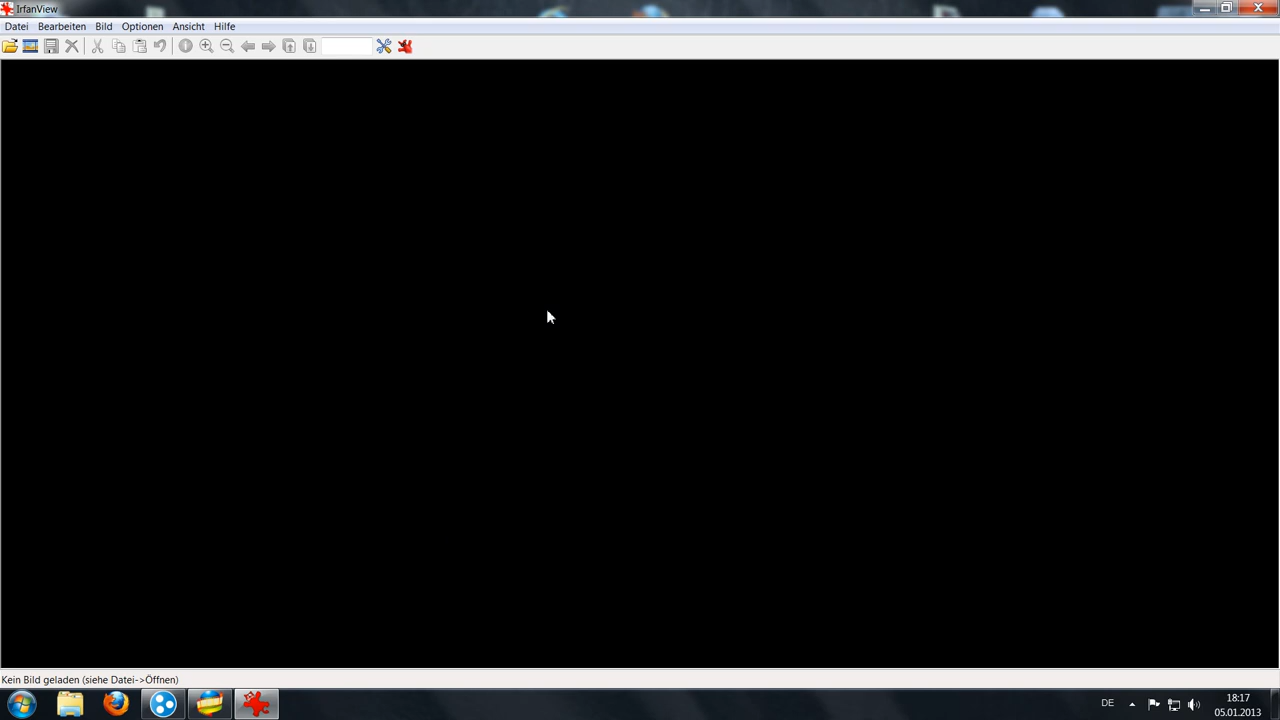 IrfanView
Datei Bearbeiten Bild Optionen Ansicht Hilfe
Kein Bild geladen (siehe Datei->Öffnen)
DE
18:17
05.01.2013